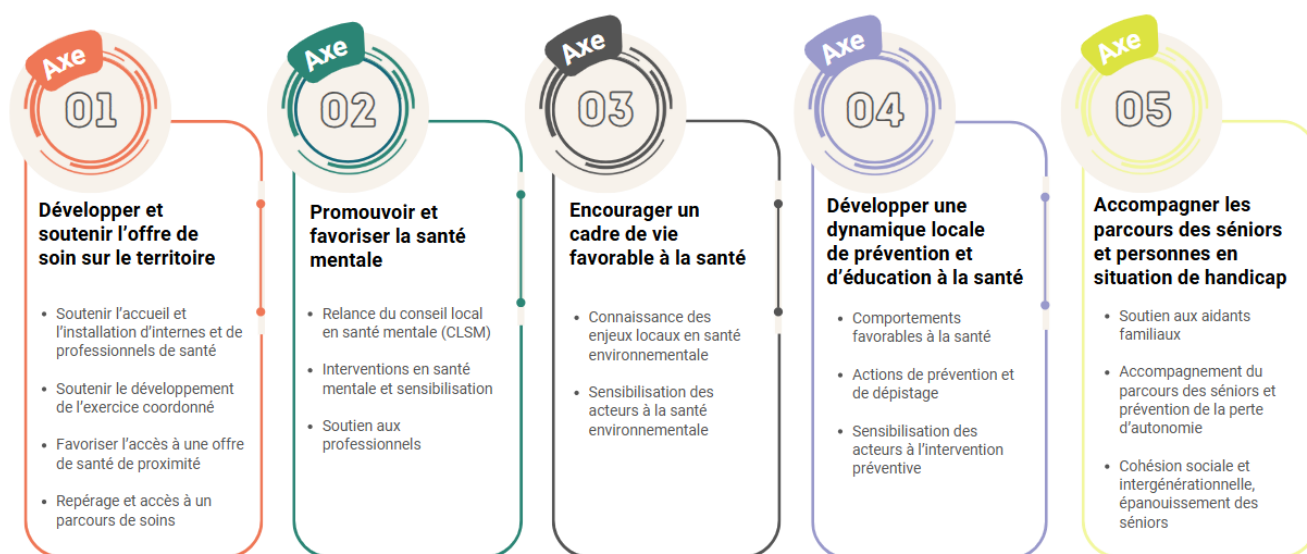 Axe
01
Développer et
soutenir l'offre de
soin sur le territoire
• Soutenir l'accueil et
l'installation d'internes et de
professionnels de santé
• Soutenir le développement
de l'exercice coordonné
• Favoriser l'accès à une offre
de santé de proximité
• Repérage et accès à un
parcours de soins
Axe
02
Promouvoir et
favoriser la santé
mentale
• Relance du conseil local
en santé mentale (CLSM)
• Interventions en santé
mentale et sensibilisation
• Soutien aux
professionnels
Axe
03
Encourager un
cadre de vie
favorable à la santé
• Connaissance des
enjeux locaux en santé
environnementale
• Sensibilisation des
acteurs à la santé
environnementale
Axe
04
Développer une
dynamique locale
de prévention et
d'éducation à la santé
• Comportements
favorables à la santé
• Actions de prévention et
de dépistage
• Sensibilisation des
acteurs à l'intervention
préventive
Axe
05
Accompagner les
parcours des séniors
et personnes en
situation de handicap
• Soutien aux aidants
familiaux
• Accompagnement du
parcours des séniors et
prévention de la perte
d'autonomie
• Cohésion sociale et
intergénérationnelle,
épanouissement des
séniors